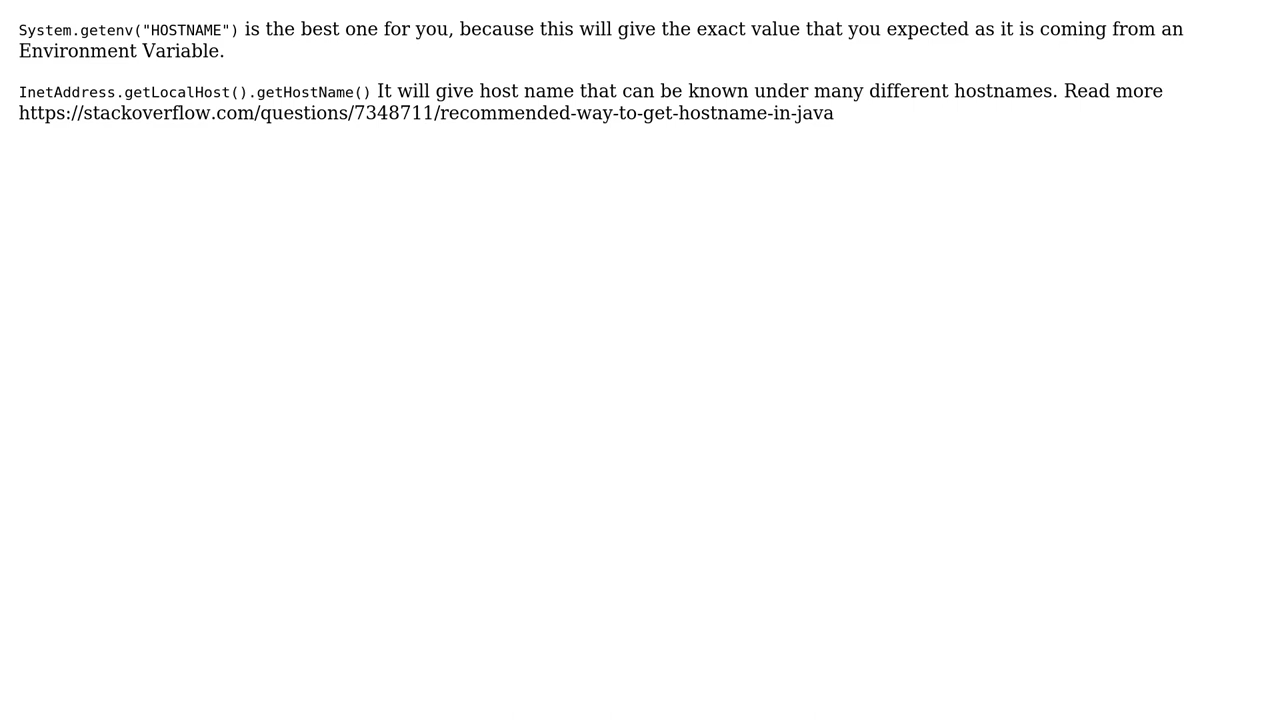 System.getenv("HOSTNAME") is the best one for you, because this will give the exact value that you expected as it is coming from an
Environment Variable.
InetAddress.getLocalHost().getHostName() It will give host name that can be known under many different hostnames. Read more
https://stackoverflow.com/questions/7348711/recommended-way-to-get-hostname-in-java